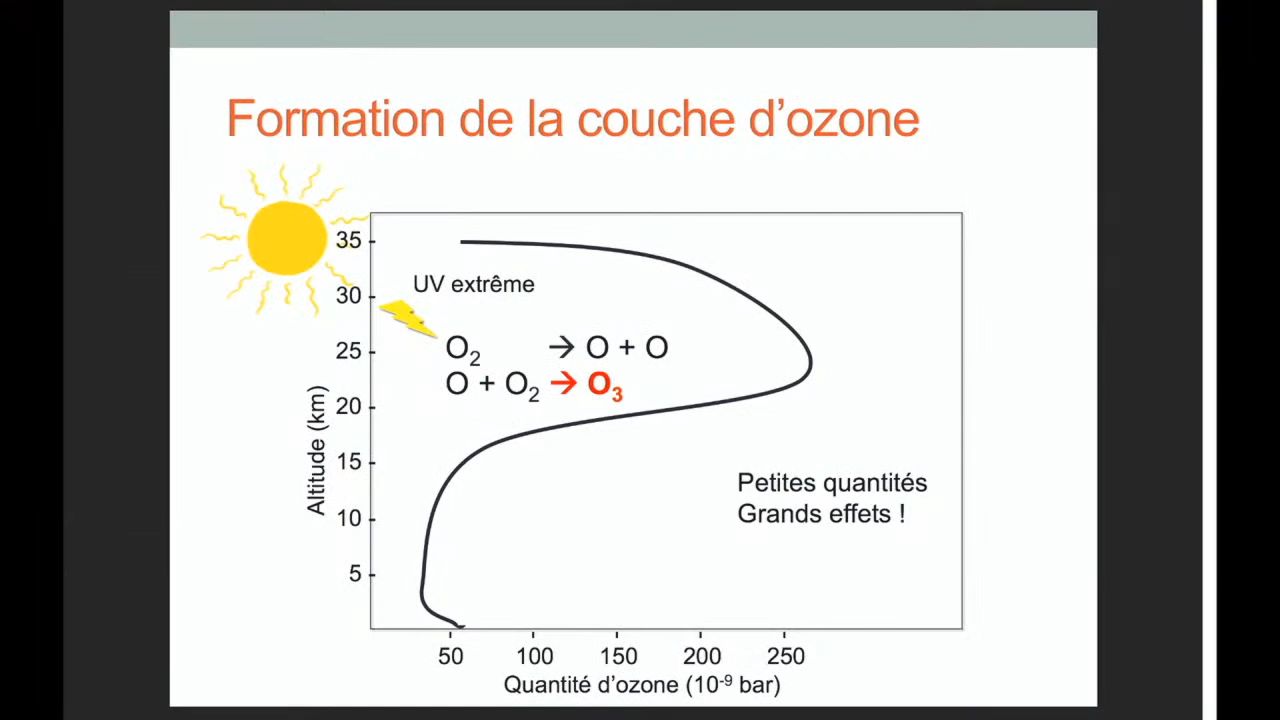 Formation de la couche d’ozone
35
UV extrême
30
O₂ → O + O
25
O + O₂ → O₃
20
15
Petites quantités
Grands effets !
10
5
Altitude (km)
50 100 150 200 250
Quantité d’ozone (10⁻⁹ bar)